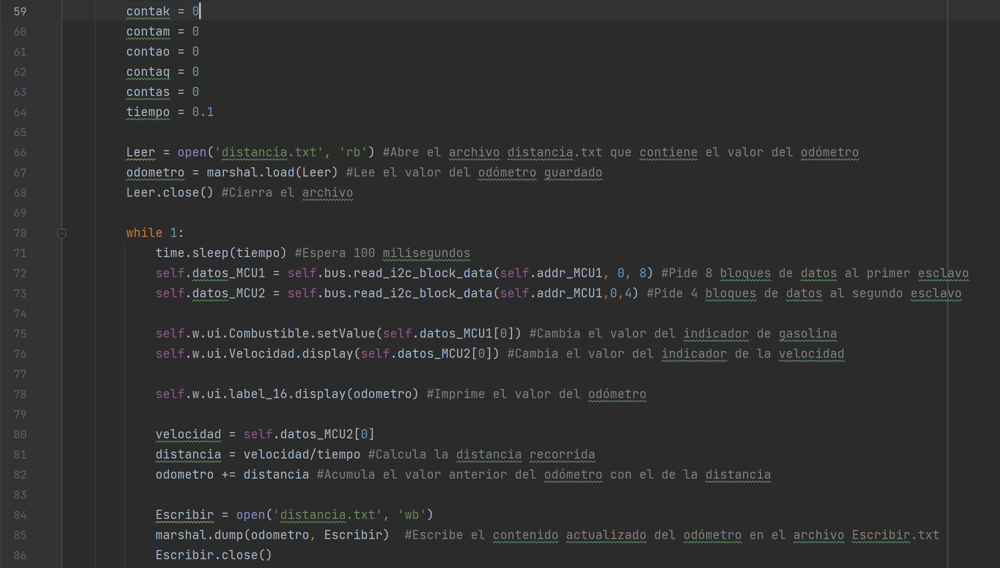 59 contak = 0
60 contam = 0
61 contao = 0
62 contaq = 0
63 contas = 0
64 tiempo = 0.1
65
66 Leer = open('distancia.txt', 'rb') #Abre el archivo distancia.txt que contiene el valor del odómetro
67 odometro = marshal.load(Leer) #Lee el valor del odómetro guardado
68 Leer.close() #Cierra el archivo
69
70 while 1:
71 time.sleep(tiempo) #Espera 100 milisegundos
72 self.datos_MCU1 = self.bus.read_i2c_block_data(self.addr_MCU1, 0, 8) #Pide 8 bloques de datos al primer esclavo
73 self.datos_MCU2 = self.bus.read_i2c_block_data(self.addr_MCU1,0,4) #Pide 4 bloques de datos al segundo esclavo
74
75 self.w.ui.Combustible.setValue(self.datos_MCU1[0]) #Cambia el valor del indicador de gasolina
76 self.w.ui.Velocidad.display(self.datos_MCU2[0]) #Cambia el valor del indicador de la velocidad
77
78 self.w.ui.label_16.display(odometro) #Imprime el valor del odómetro
79
80 velocidad = self.datos_MCU2[0]
81 distancia = velocidad/tiempo #Calcula la distancia recorrida
82 odometro += distancia #Acumula el valor anterior del odómetro con el de la distancia
83
84 Escribir = open('distancia.txt', 'wb')
85 marshal.dump(odometro, Escribir)  #Escribe el contenido actualizado del odómetro en el archivo Escribir.txt
86 Escribir.close()